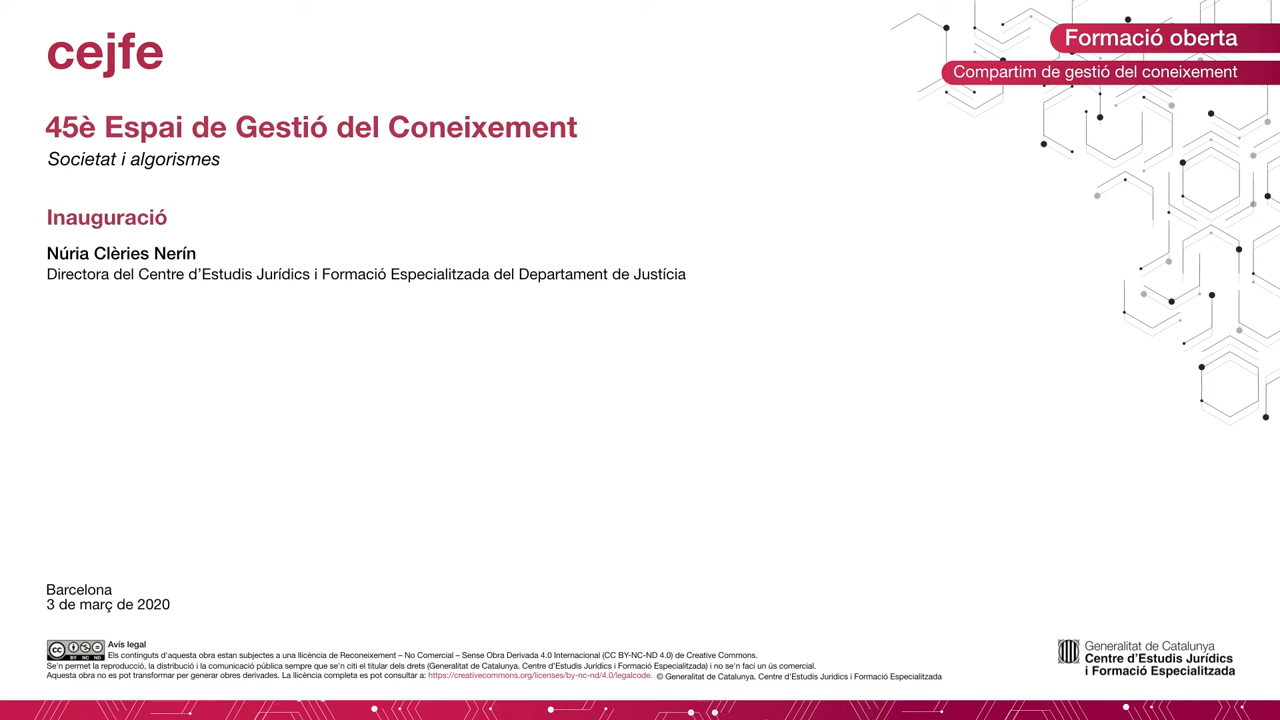 cejfe
Formació oberta
Compartim de gestió del coneixement
45è Espai de Gestió del Coneixement
Societat i algorismes
Inauguració
Núria Clèries Nerín
Directora del Centre d'Estudis Jurídics i Formació Especialitzada del Departament de Justícia
Barcelona
3 de març de 2020
cc BY NC ND
Avís legal
Els continguts d'aquesta obra estan subjectes a una llicència de Reconeixement – No Comercial – Sense Obra Derivada 4.0 Internacional (CC BY-NC-ND 4.0) de Creative Commons.
Se'n permet la reproducció, la distribució i la comunicació pública sempre que se'n citi el titular dels drets (Generalitat de Catalunya. Centre d'Estudis Jurídics i Formació Especialitzada) i no se'n faci un ús comercial.
Aquesta obra no es pot transformar per generar obres derivades. La llicència completa es pot consultar a: https://creativecommons.org/licenses/by-nc-nd/4.0/legalcode. © Generalitat de Catalunya. Centre d'Estudis Jurídics i Formació Especialitzada
Generalitat de Catalunya
Centre d'Estudis Jurídics
i Formació Especialitzada